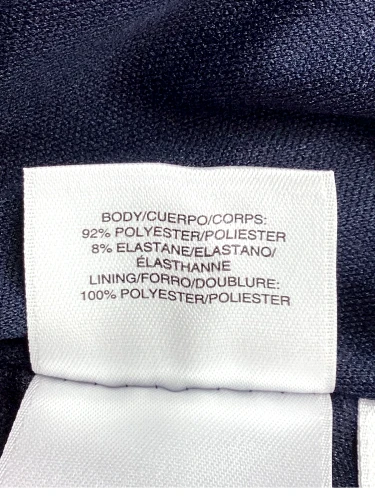 BODY/CUERPO/CORPS:
92% POLYESTER/POLIESTER
8% ELASTANE/ELASTANO/
ÉLASTHANNE
LINING/FORRO/DOUBLURE:
100% POLYESTER/POLIESTER